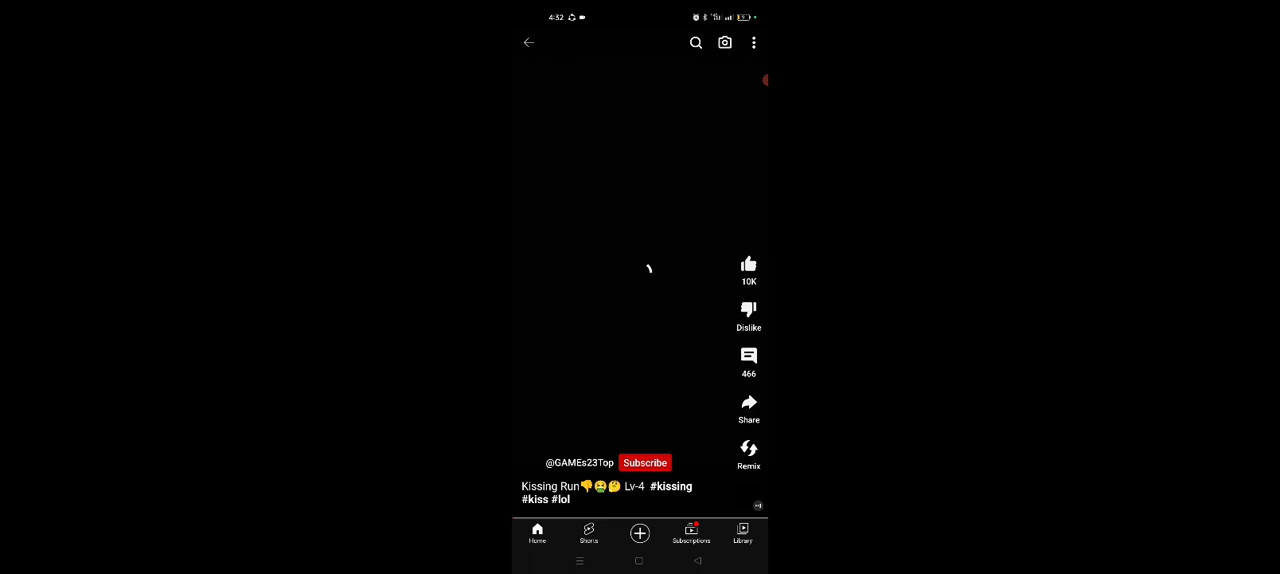 4:32
10K
Dislike
466
Share
Remix
@GAMEs23Top Subscribe
Kissing Run👎🤮🤔 Lv-4 #kissing
#kiss #lol
Home Shorts Subscriptions Library